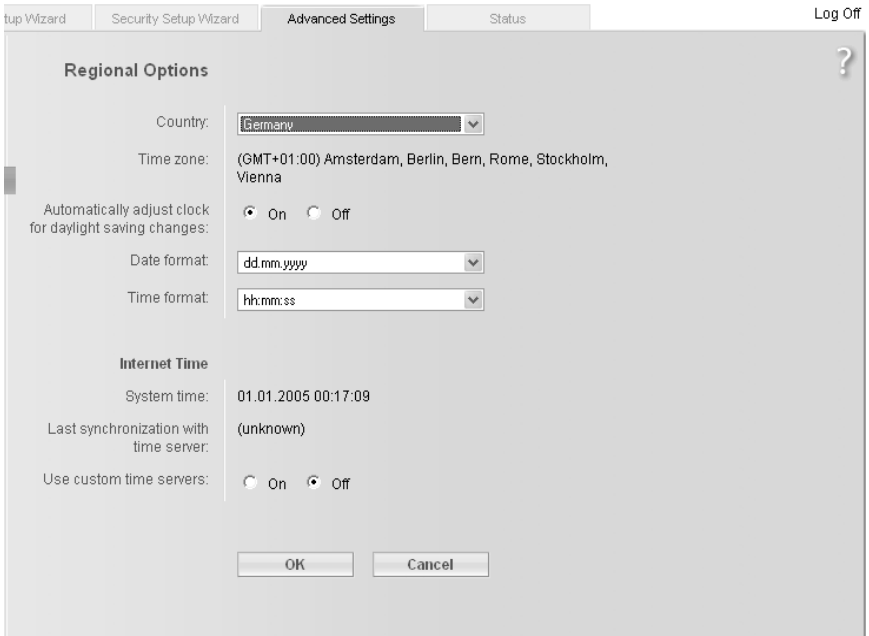 tup Wizard
Security Setup Wizard
Advanced Settings
Status
Log Off
?
Regional Options
Country:
Germany
Time zone:
(GMT+01:00) Amsterdam, Berlin, Bern, Rome, Stockholm,
Vienna
Automatically adjust clock
for daylight saving changes:
On
Off
Date format:
dd.mm.yyyy
Time format:
hh:mm:ss
Internet Time
System time:
01.01.2005 00:17:09
Last synchronization with
time server:
(unknown)
Use custom time servers:
On
Off
OK
Cancel